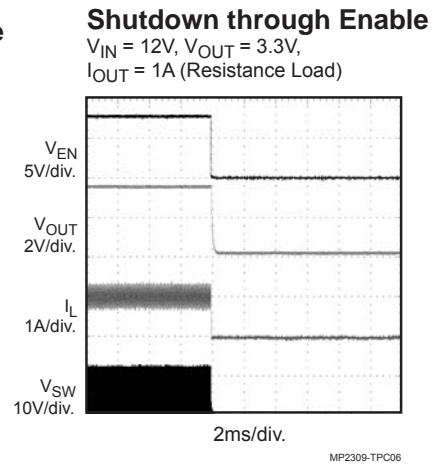 e
Shutdown through Enable
VIN = 12V, VOUT = 3.3V,
IOUT = 1A (Resistance Load)
VEN
5V/div.
VOUT
2V/div.
IL
1A/div.
VSW
10V/div.
2ms/div.
MP2309-TPC06